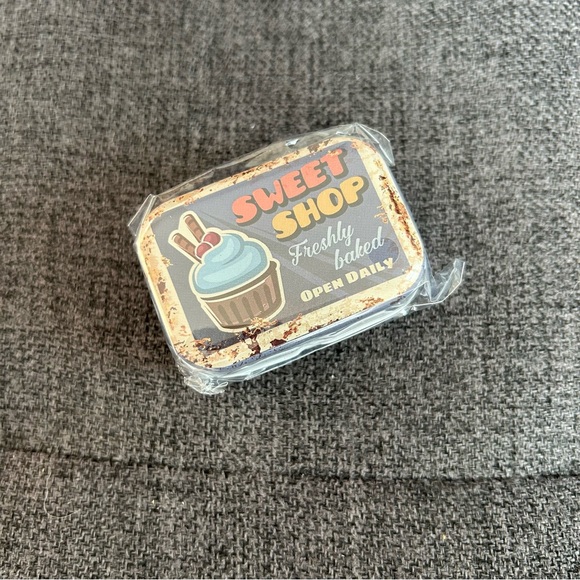 SWEET
SHOP
Freshly
baked
OPEN DAILY